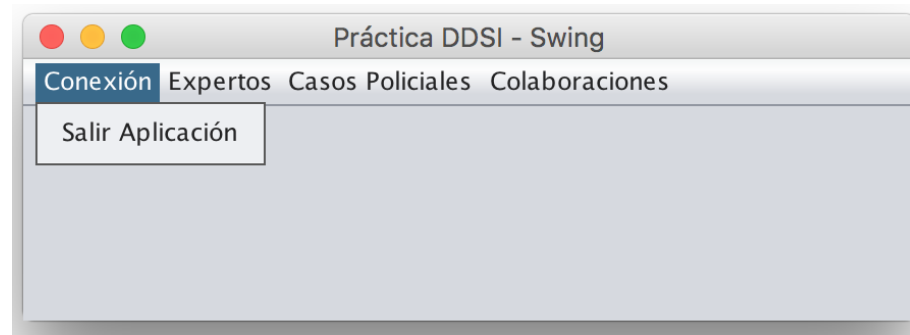 Práctica DDSI - Swing
Conexión Expertos Casos Policiales Colaboraciones
Salir Aplicación